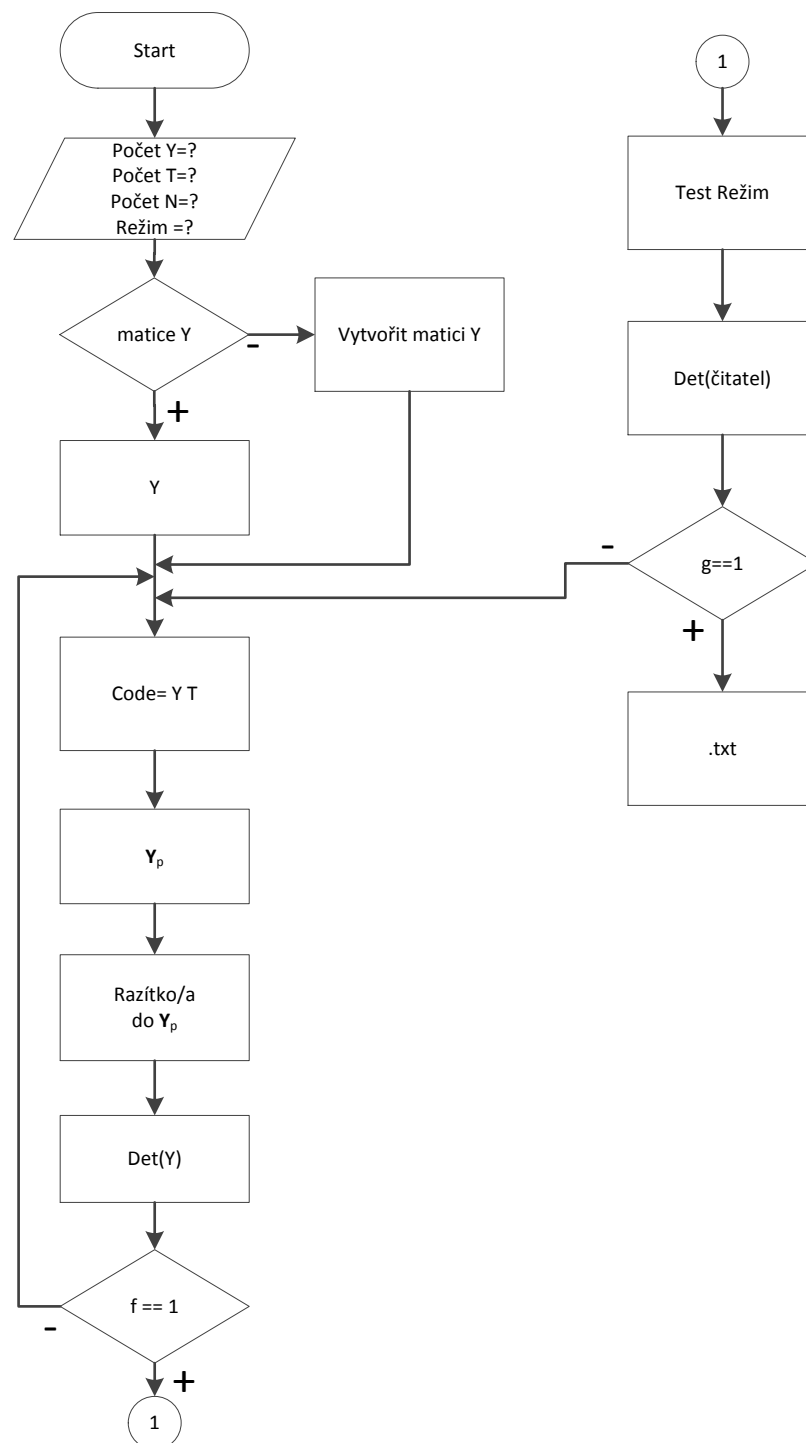 Start
Počet Y=?
Počet T=?
Počet N=?
Režim =?
matice Y
-
Vytvořit matici Y
+
Y
Code= Y T
Yₚ
Razítko/a
do Yₚ
Det(Y)
f == 1
-
+
1
1
Test Režim
Det(čitatel)
g==1
-
+
.txt